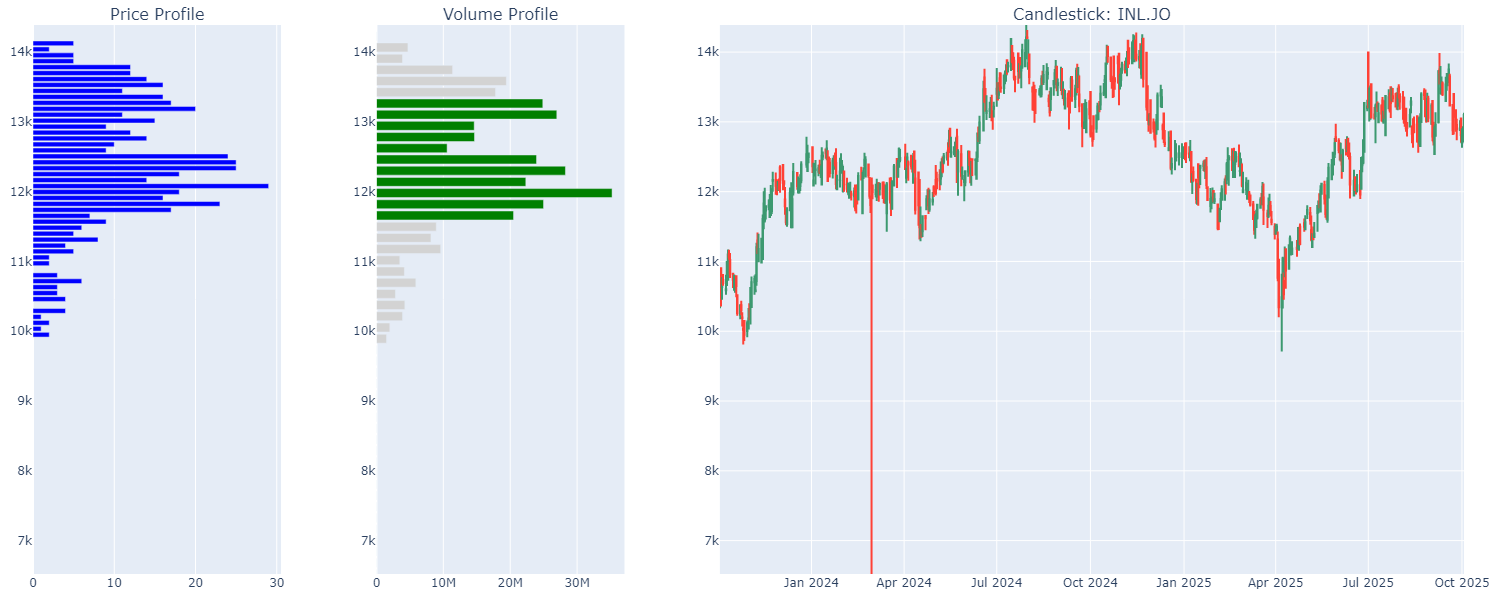 Price Profile
Volume Profile
Candlestick: INL.JO
14k
13k
12k
11k
10k
9k
8k
7k
0
10
20
30
14k
13k
12k
11k
10k
9k
8k
7k
0
10M
20M
30M
14k
13k
12k
11k
10k
9k
8k
7k
Jan 2024
Apr 2024
Jul 2024
Oct 2024
Jan 2025
Apr 2025
Jul 2025
Oct 2025